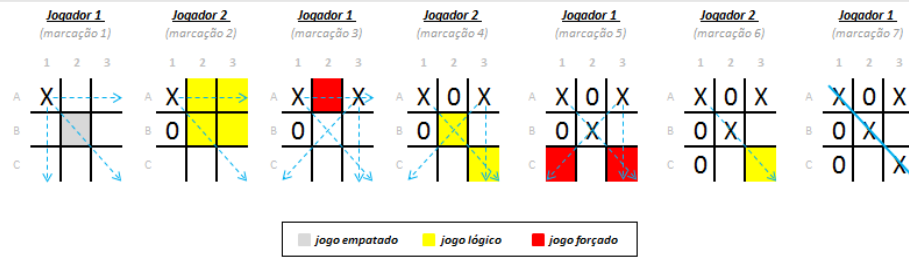 Jogador 1 Jogador 2 Jogador 1 Jogador 2 Jogador 1 Jogador 2 Jogador 1
(marcação 1) (marcação 2) (marcação 3) (marcação 4) (marcação 5) (marcação 6) (marcação 7)
1 2 3 1 2 3 1 2 3 1 2 3 1 2 3 1 2 3 1 2 3
A X A X A X X A X O X A X O X A X O X A X O X
B B O B O B O B O X B O X B O X
C C C C C C O C O X
jogo empatado jogo lógico jogo forçado